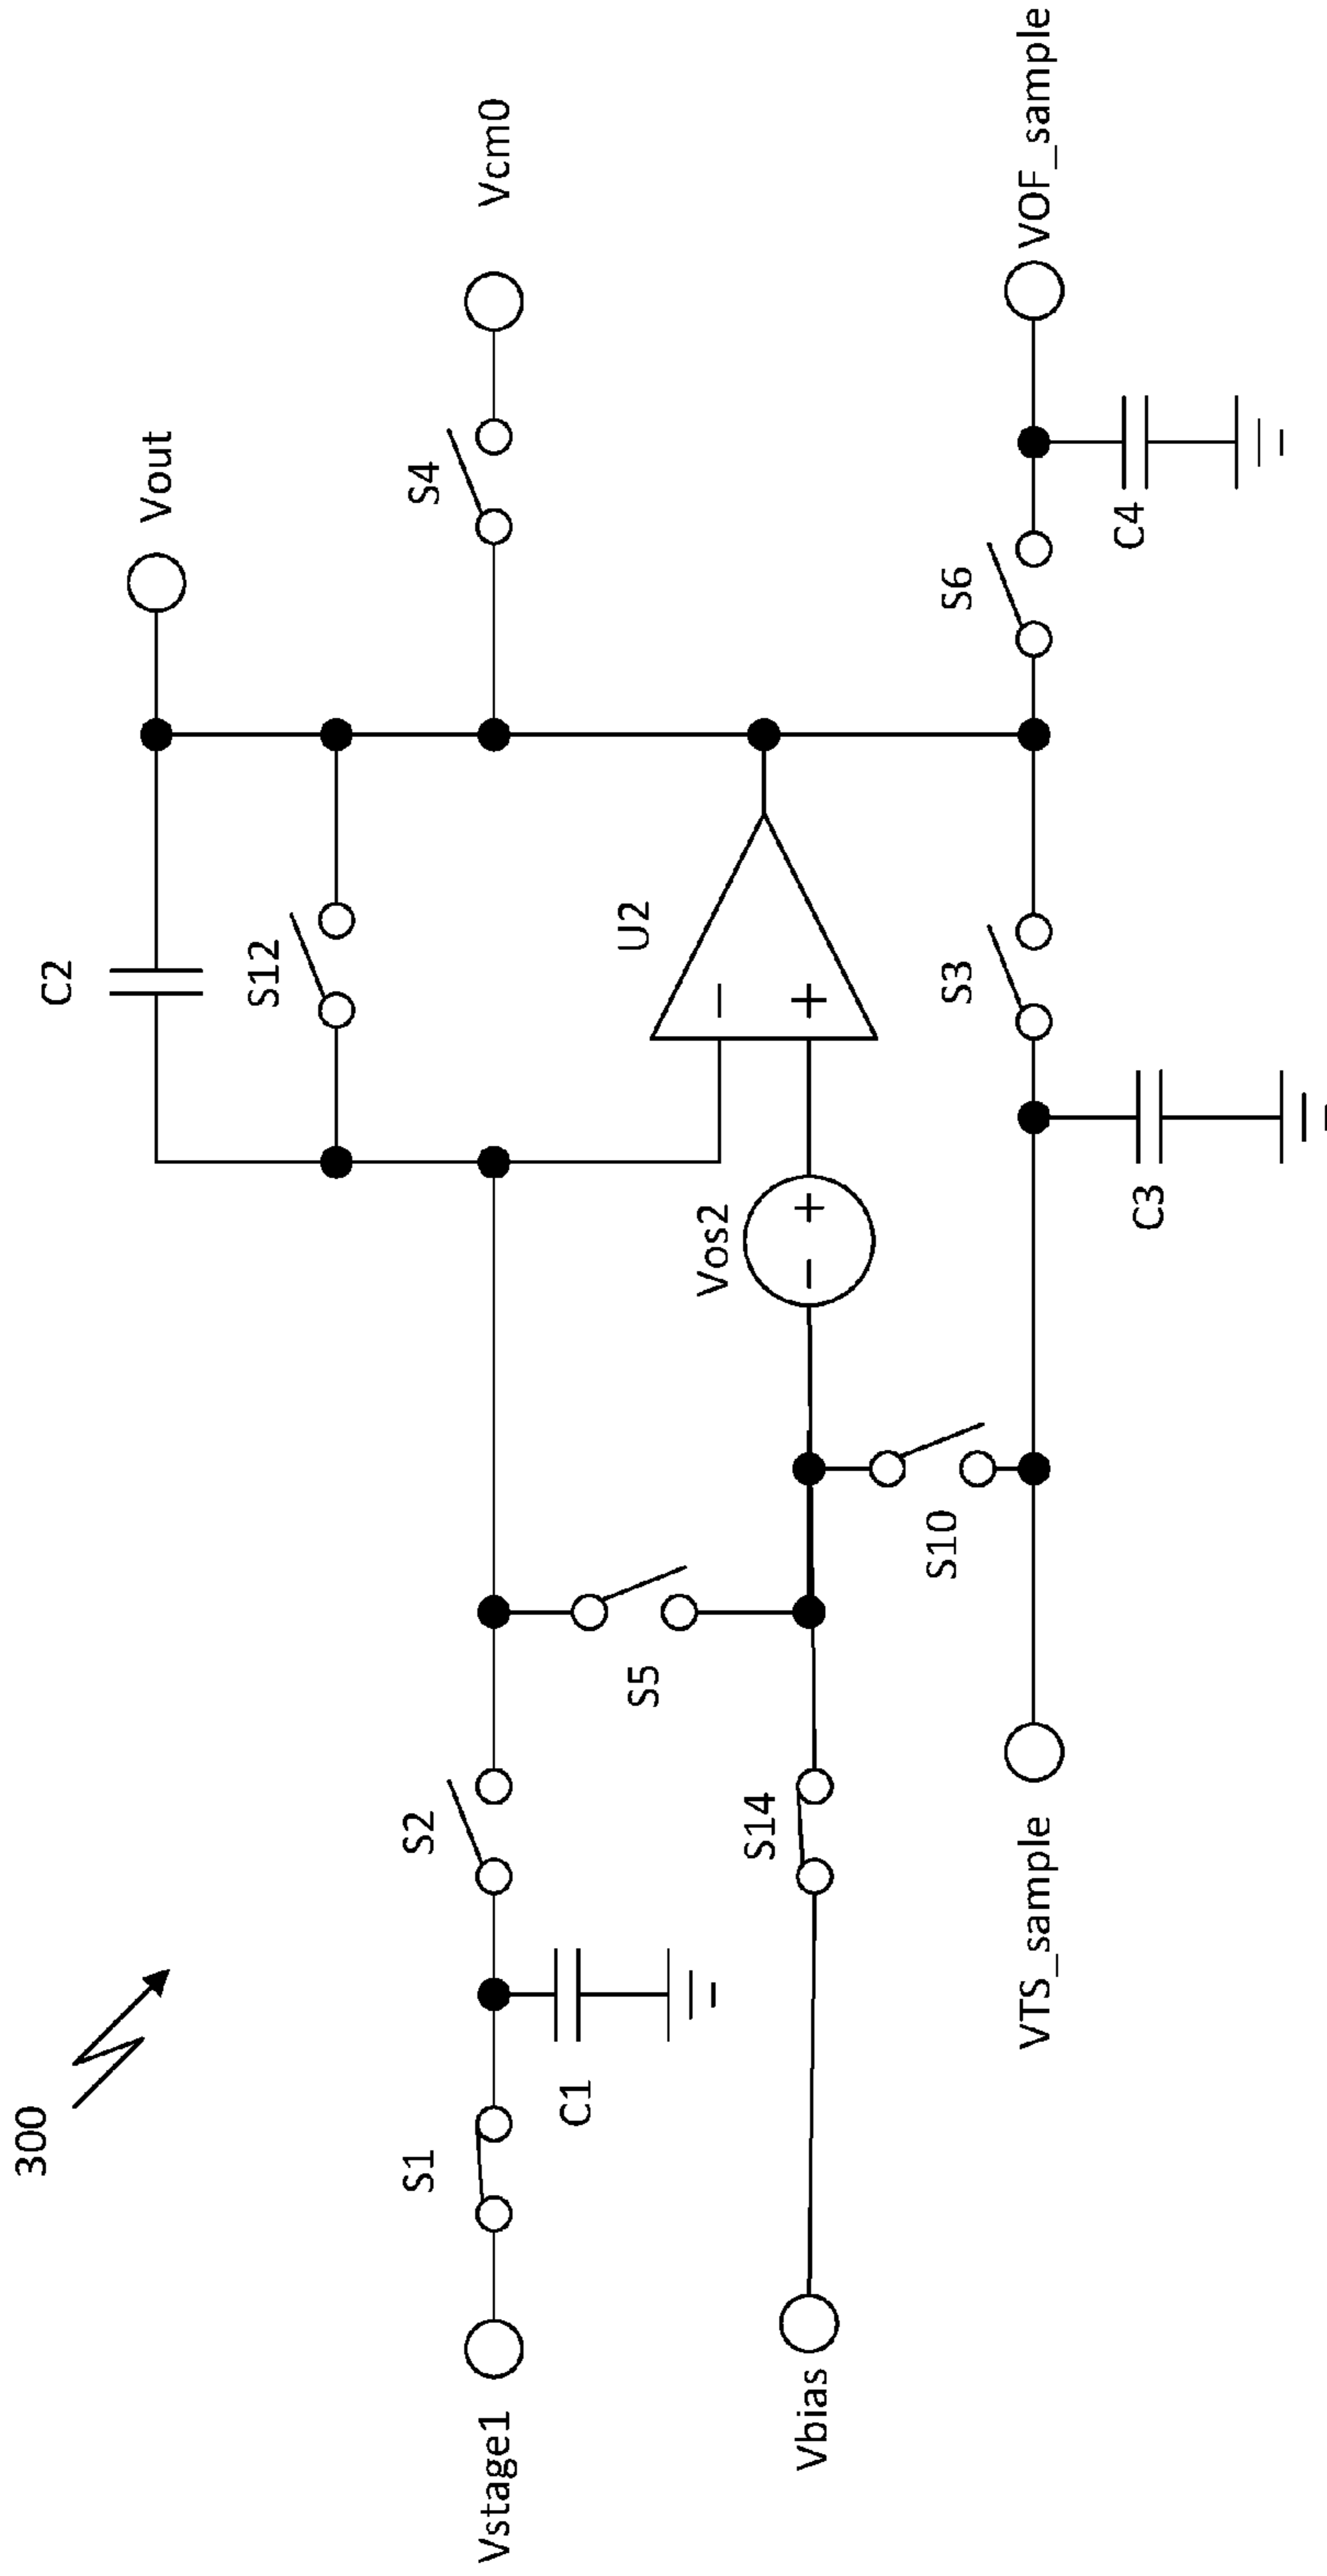 300
C2
Vout
S12
Vstage1
S1
C1
S2
S4
Vcm0
S5
U2
−
+
Vbias
S14
Vos2
−
+
S10
VTS_sample
C3
S3
S6
C4
VOF_sample